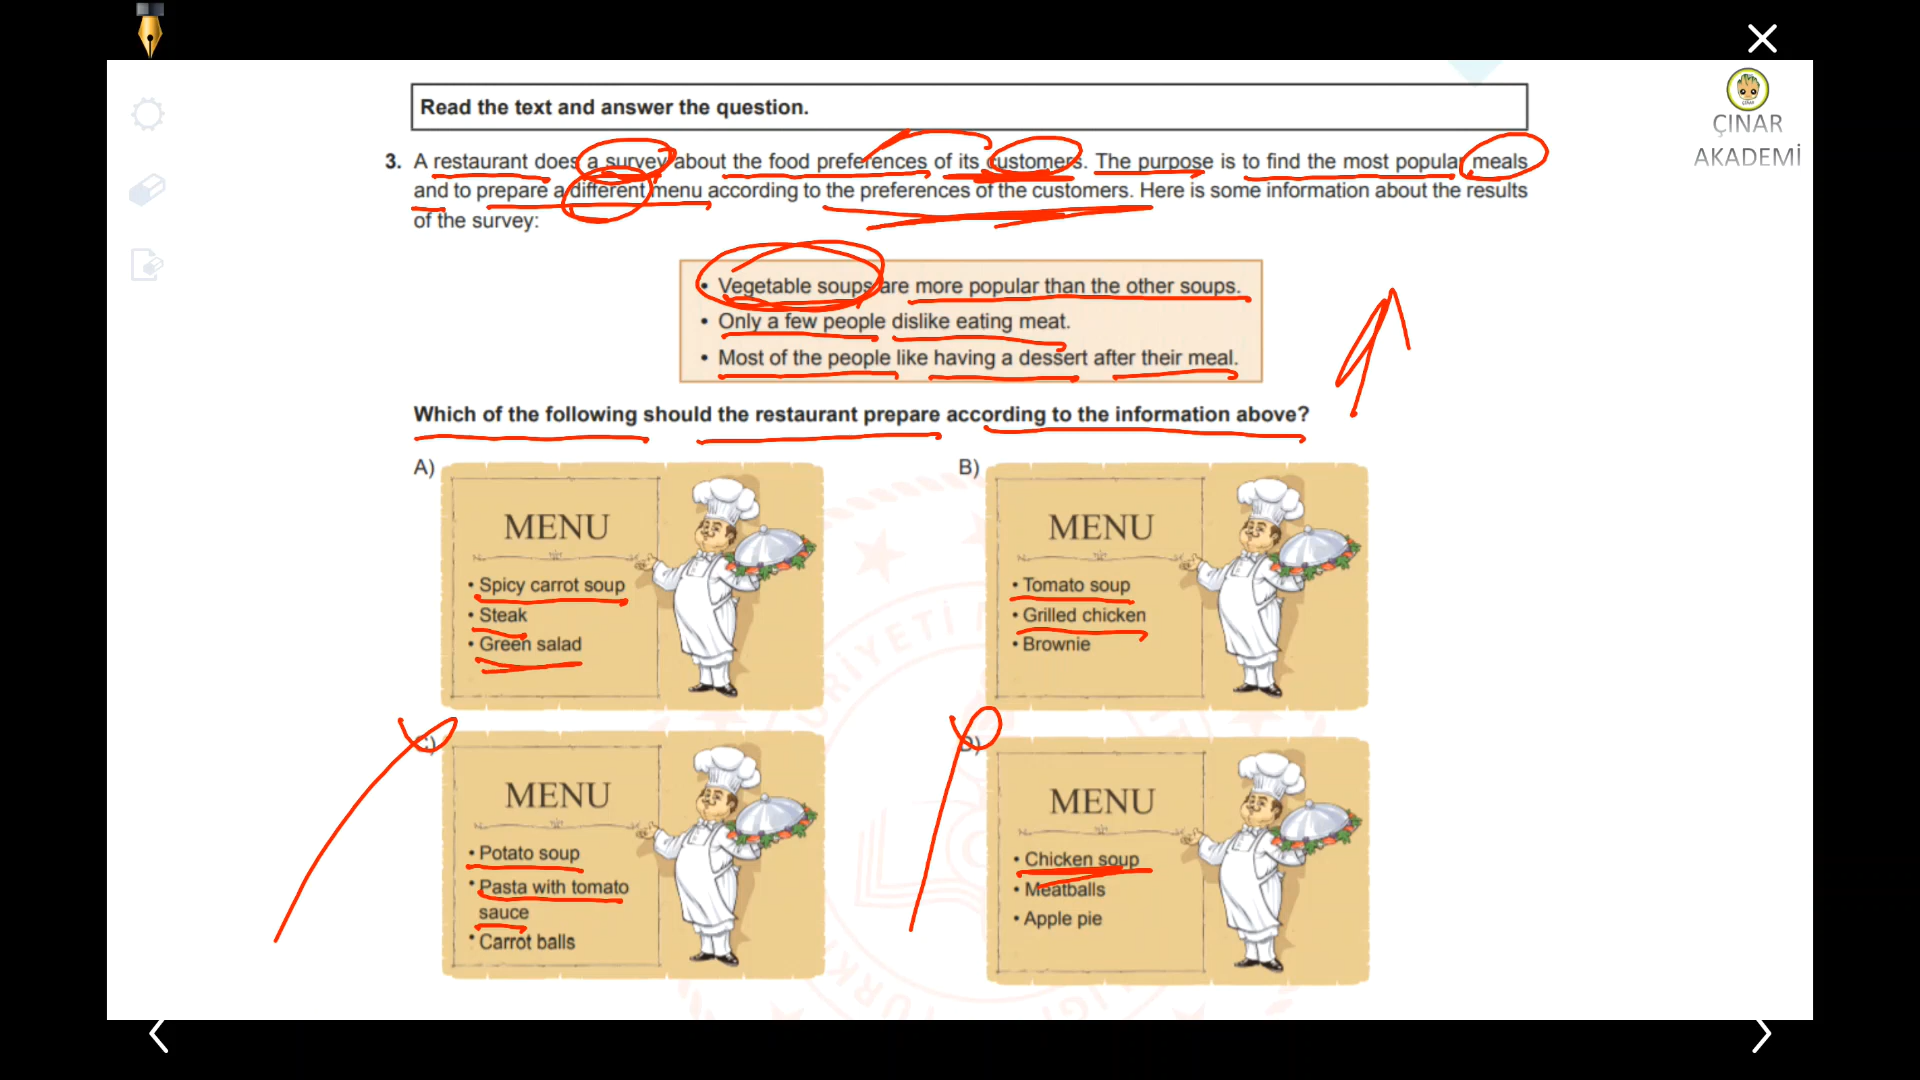 ÇINAR
AKADEMİ
Read the text and answer the question.
3. A restaurant does a survey about the food preferences of its customers. The purpose is to find the most popular meals
and to prepare a different menu according to the preferences of the customers. Here is some information about the results
of the survey:
• Vegetable soups are more popular than the other soups.
• Only a few people dislike eating meat.
• Most of the people like having a dessert after their meal.
Which of the following should the restaurant prepare according to the information above?
A)
MENU
• Spicy carrot soup
• Steak
• Green salad
B)
MENU
• Tomato soup
• Grilled chicken
• Brownie
C)
MENU
• Potato soup
• Pasta with tomato
sauce
• Carrot balls
D)
MENU
• Chicken soup
• Meatballs
• Apple pie